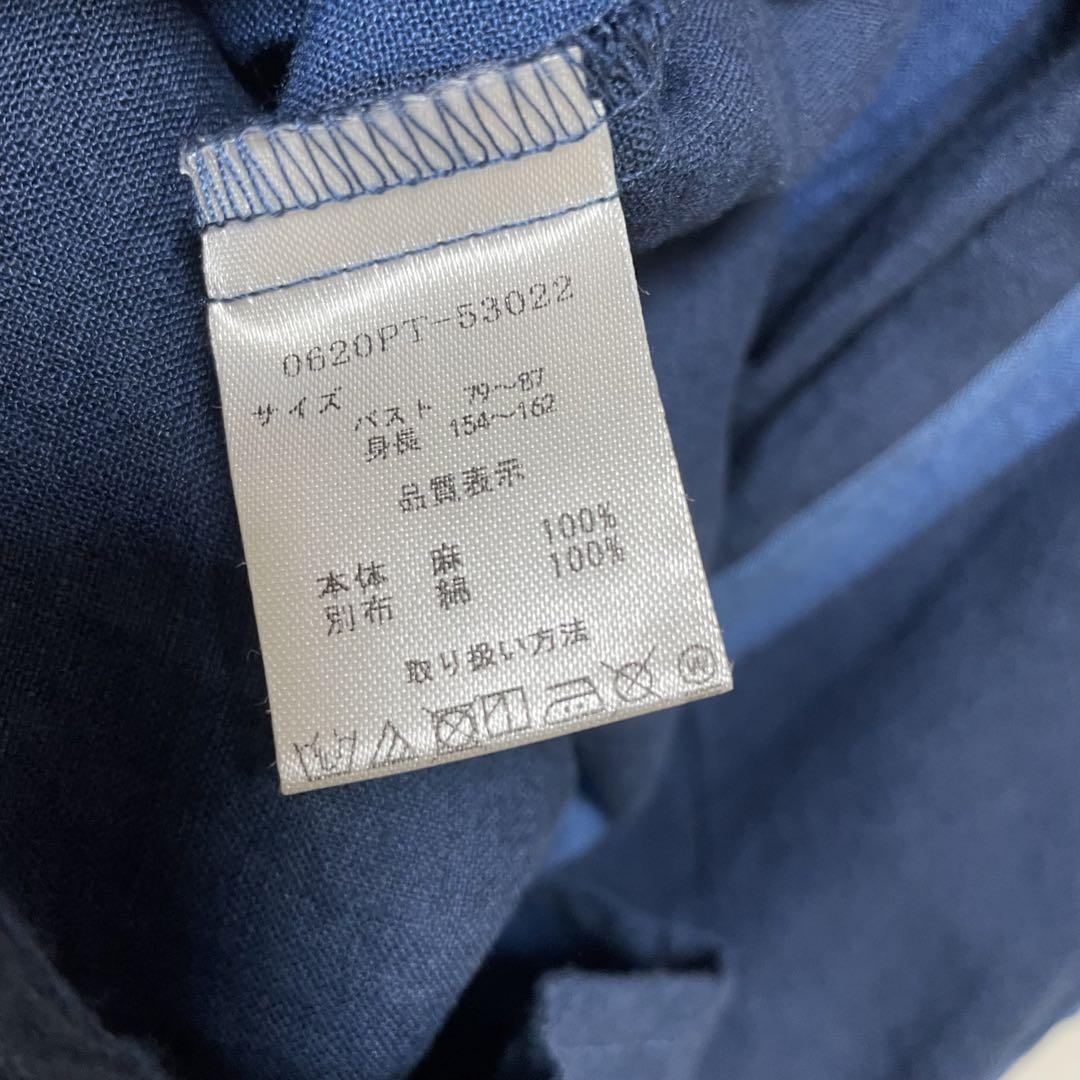 0620PT-53022
サイズ バスト 79〜87
身長 154〜162
品質表示
本体 麻 100%
別布 綿 100%
取り扱い方法
W